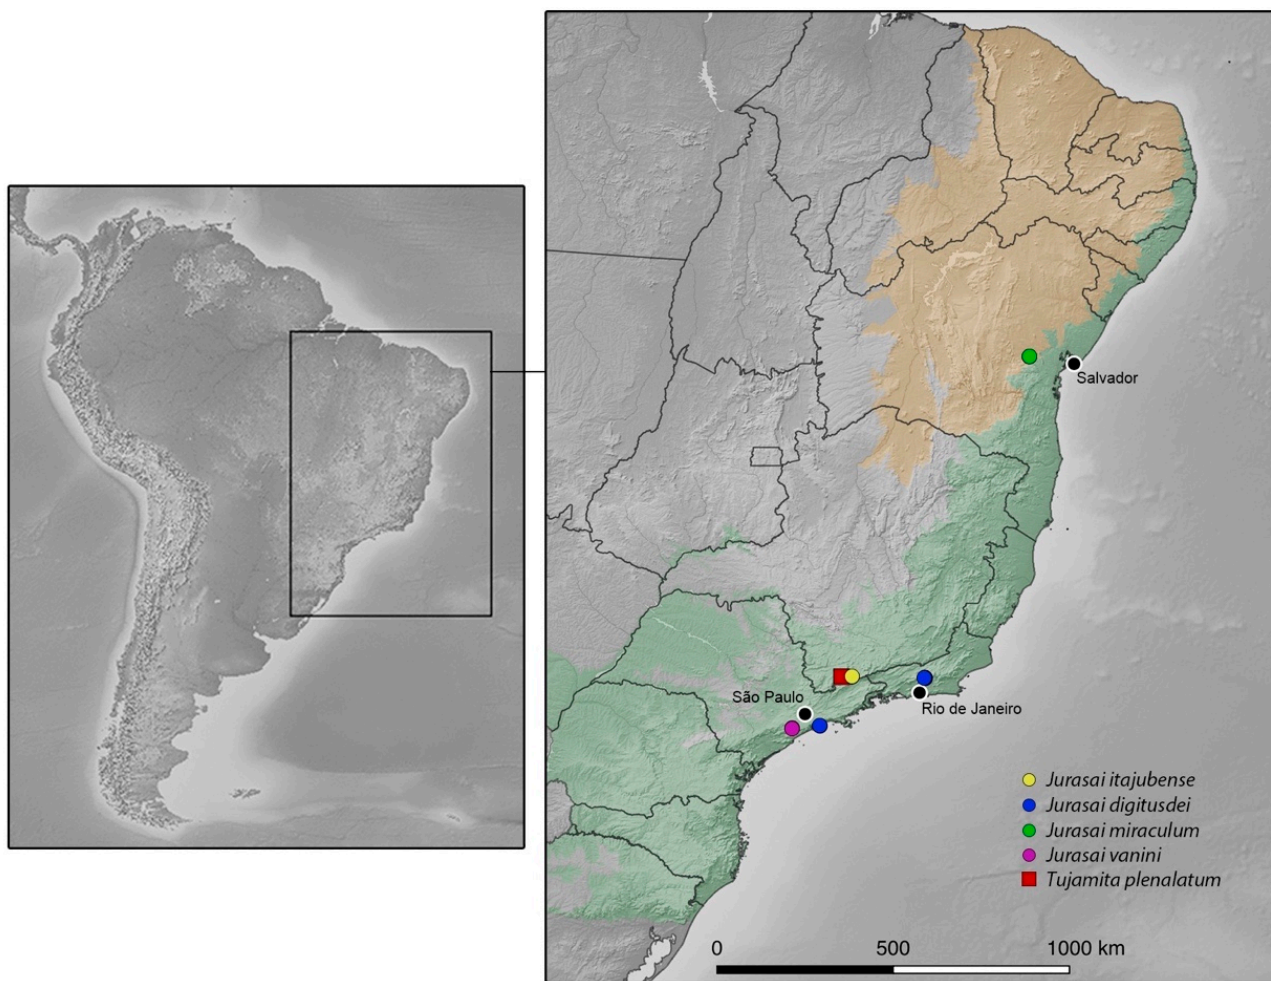 Salvador
São Paulo
Rio de Janeiro
Jurasai itajubense
Jurasai digitusdei
Jurasai miraculum
Jurasai vanini
Tujamita plenalatum
0 500 1000 km